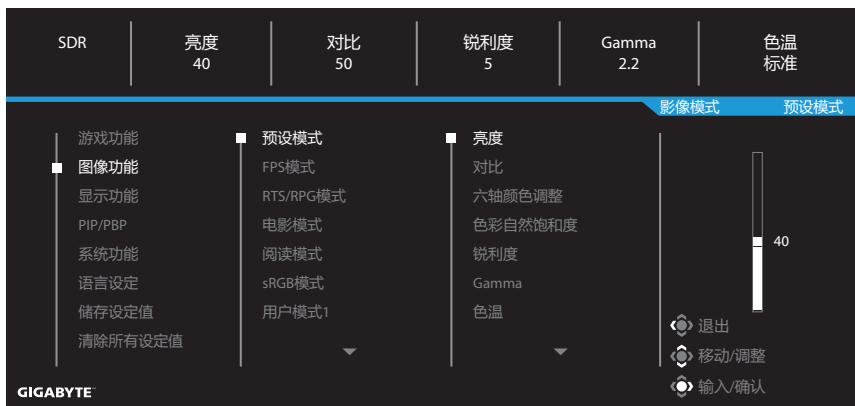 SDR
亮度
40
对比
50
锐利度
5
Gamma
2.2
色温
标准
影像模式
预设模式
游戏功能
图像功能
显示功能
PIP/PBP
系统功能
语言设定
储存设定值
清除所有设定值
预设模式
FPS模式
RTS/RPG模式
电影模式
阅读模式
sRGB模式
用户模式1
亮度
对比
六轴颜色调整
色彩自然饱和度
锐利度
Gamma
色温
40
退出
移动/调整
输入/确认
GIGABYTE™